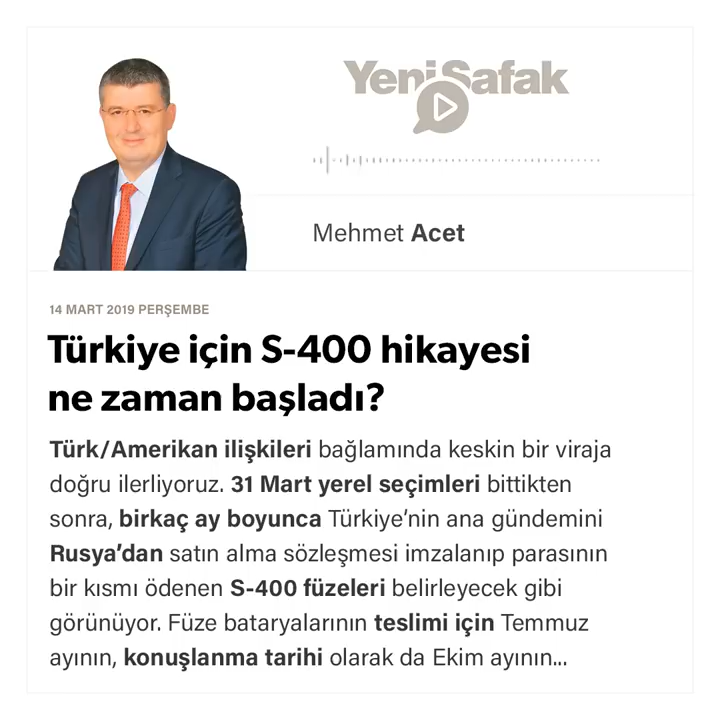 Yeni Şafak
Mehmet Acet
14 MART 2019 PERŞEMBE
Türkiye için S-400 hikayesi
ne zaman başladı?
Türk/Amerikan ilişkileri bağlamında keskin bir viraja
doğru ilerliyoruz. 31 Mart yerel seçimleri bittikten
sonra, birkaç ay boyunca Türkiye’nin ana gündemini
Rusya’dan satın alma sözleşmesi imzalanıp parasının
bir kısmı ödenen S-400 füzeleri belirleyecek gibi
görünüyor. Füze bataryalarının teslimi için Temmuz
ayının, konuşlanma tarihi olarak da Ekim ayının...